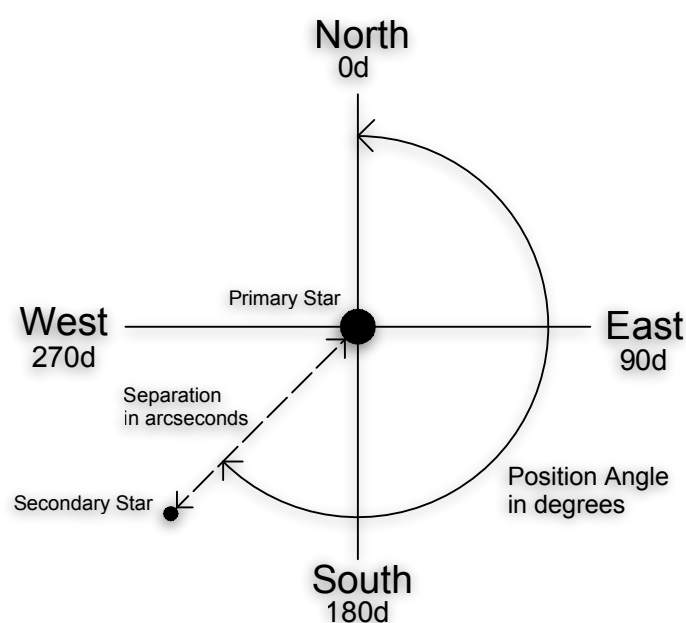 North
0d
Primary Star
West
270d
East
90d
Separation
in arcseconds
Position Angle
in degrees
Secondary Star
South
180d